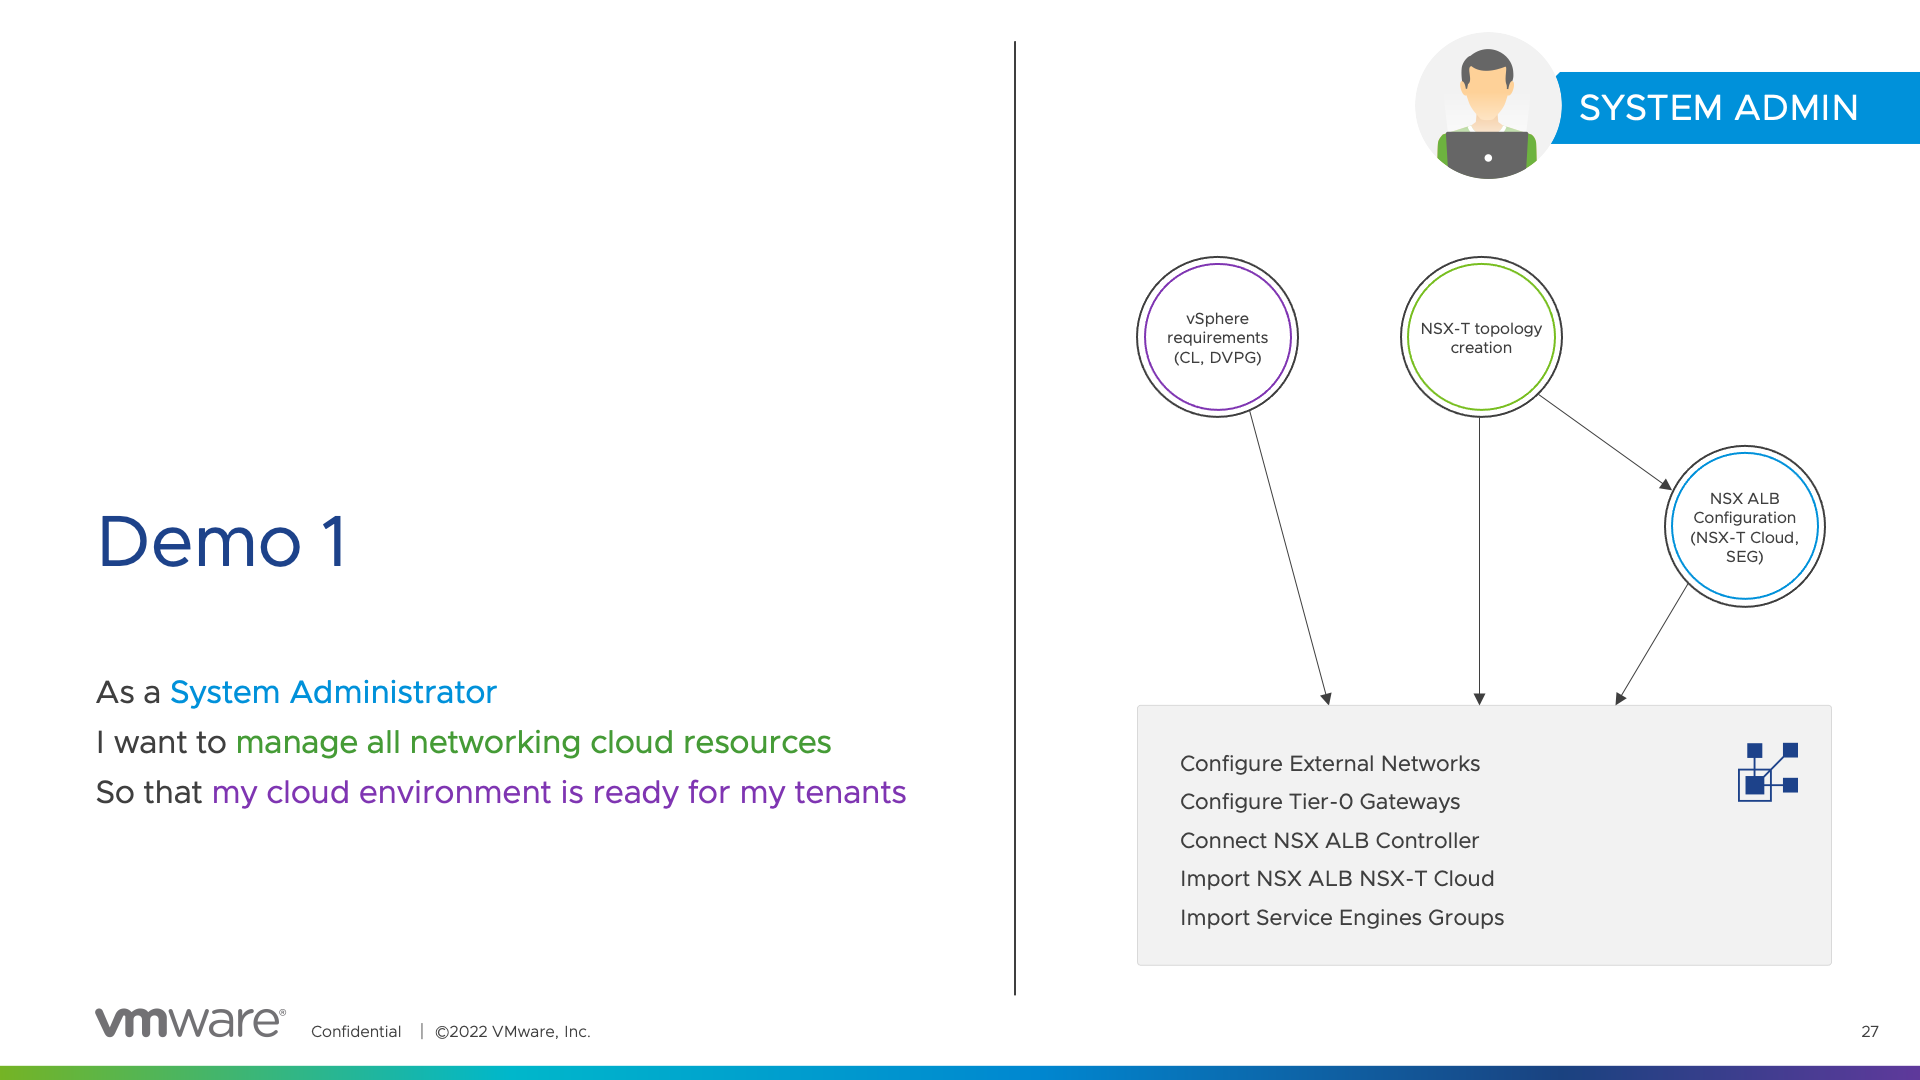 SYSTEM ADMIN
vSphere
requirements
(CL, DVPG)
NSX-T topology
creation
NSX ALB
Configuration
(NSX-T Cloud,
SEG)
Demo 1
As a System Administrator
I want to manage all networking cloud resources
So that my cloud environment is ready for my tenants
Configure External Networks
Configure Tier-0 Gateways
Connect NSX ALB Controller
Import NSX ALB NSX-T Cloud
Import Service Engines Groups
vmware®
Confidential | ©2022 VMware, Inc.
27